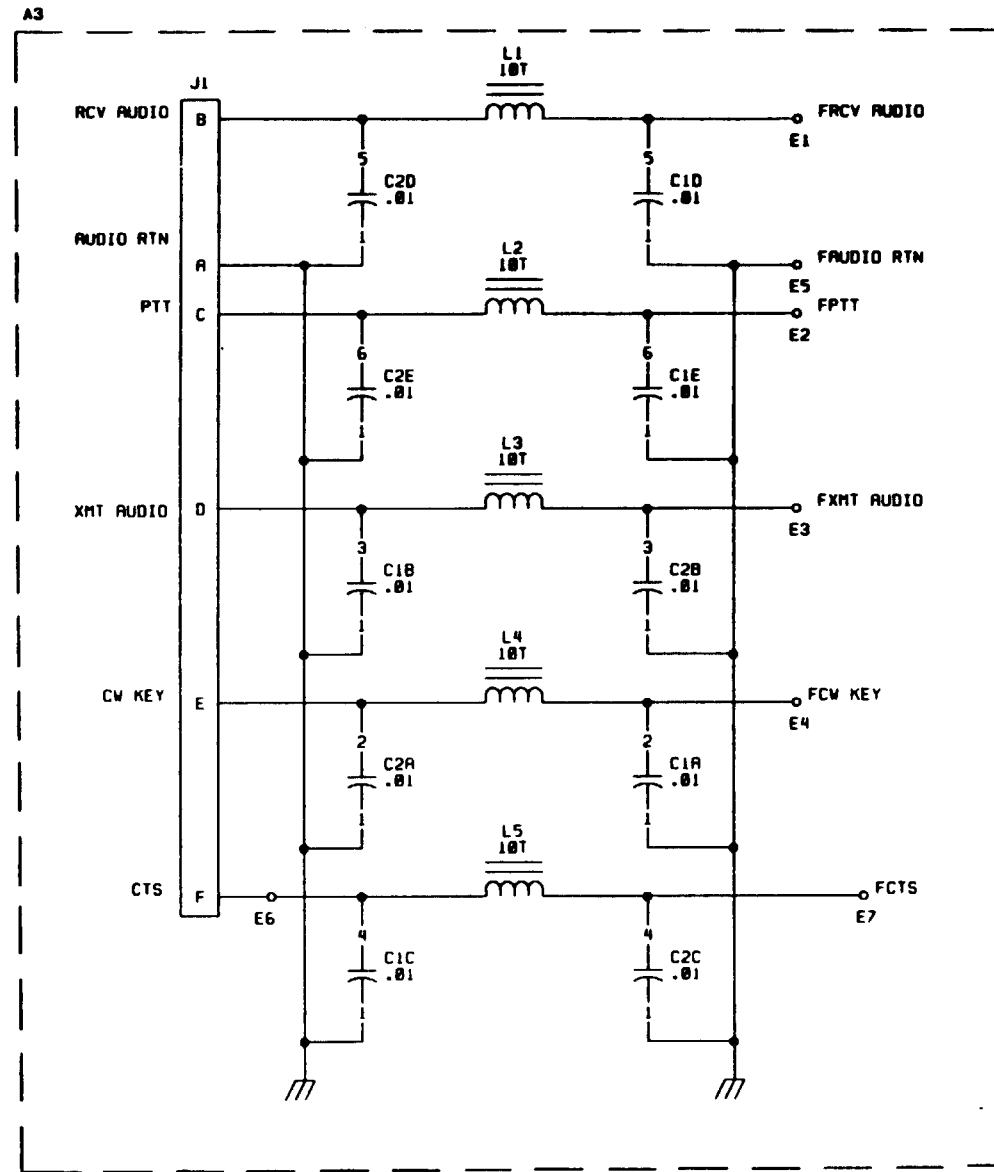 A3
L1
10T
J1
RCV AUDIO
B
FRCV AUDIO
E1
5
C2D
.01
1
5
C1D
.01
1
AUDIO RTN
A
L2
10T
FAUDIO RTN
E5
PTT
C
FPTT
E2
6
C2E
.01
1
6
C1E
.01
1
L3
10T
XMT AUDIO
D
FXMT AUDIO
E3
3
C1B
.01
1
3
C2B
.01
1
L4
10T
CW KEY
E
FCW KEY
E4
2
C2A
.01
1
2
C1A
.01
1
L5
10T
CTS
F
E6
FCTS
E7
4
C1C
.01
1
4
C2C
.01
1